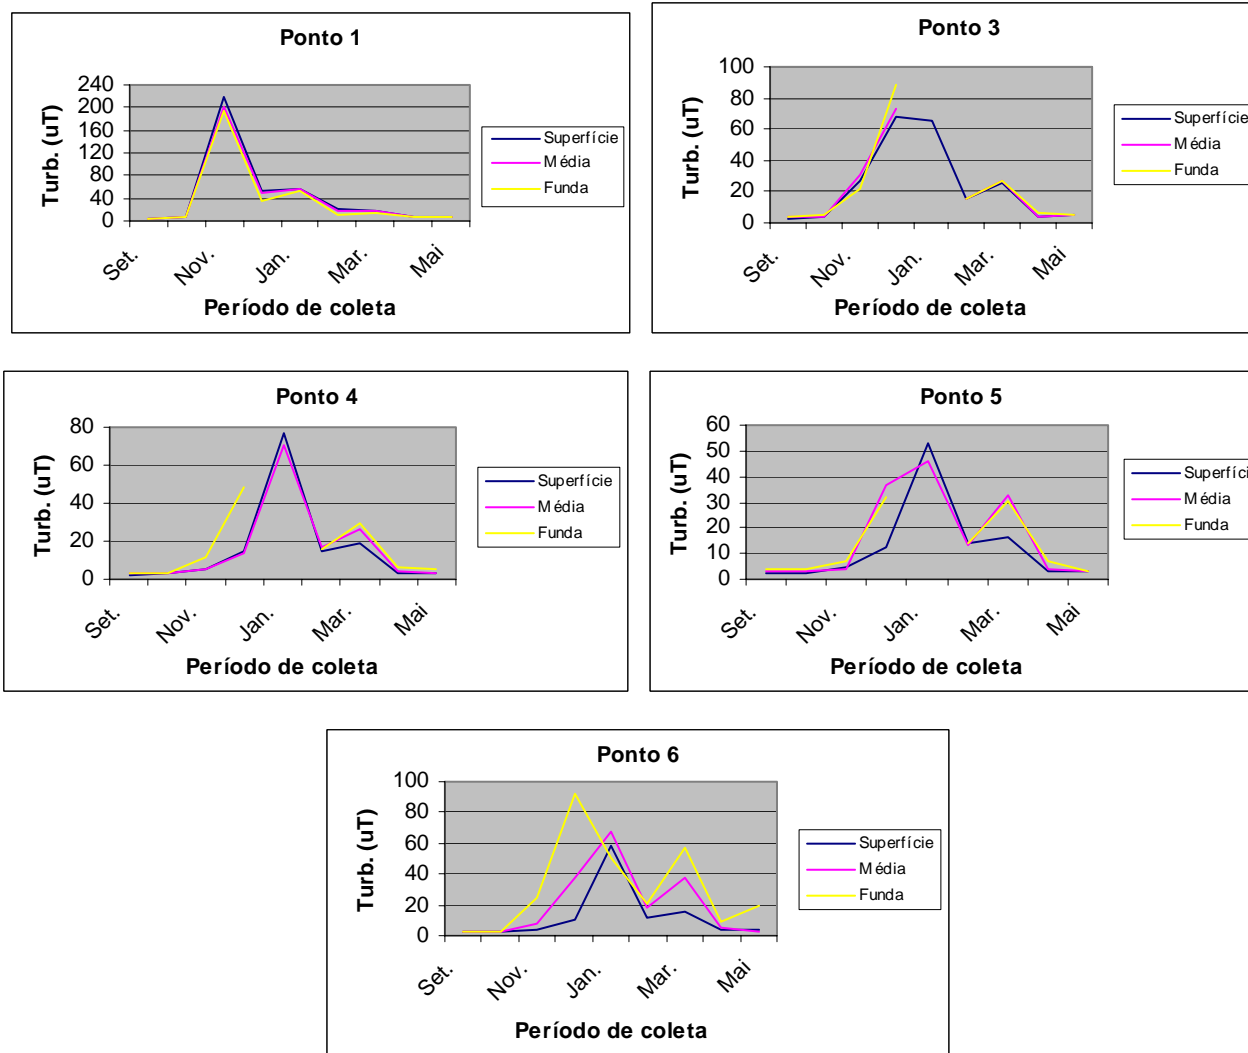 Ponto 1
Turb. (uT)
240
200
160
120
80
40
0
Set.
Nov.
Jan.
Mar.
Mai
Período de coleta
Superfície
Média
Funda
Ponto 3
Turb. (uT)
100
80
60
40
20
0
Set.
Nov.
Jan.
Mar.
Mai
Período de coleta
Superfície
Média
Funda
Ponto 4
Turb. (uT)
80
60
40
20
0
Set.
Nov.
Jan.
Mar.
Mai
Período de coleta
Superfície
Média
Funda
Ponto 5
Turb. (uT)
60
50
40
30
20
10
0
Set.
Nov.
Jan.
Mar.
Mai
Período de coleta
Superfíci
Média
Funda
Ponto 6
Turb. (uT)
100
80
60
40
20
0
Set.
Nov.
Jan.
Mar.
Mai
Período de coleta
Superfície
Média
Funda